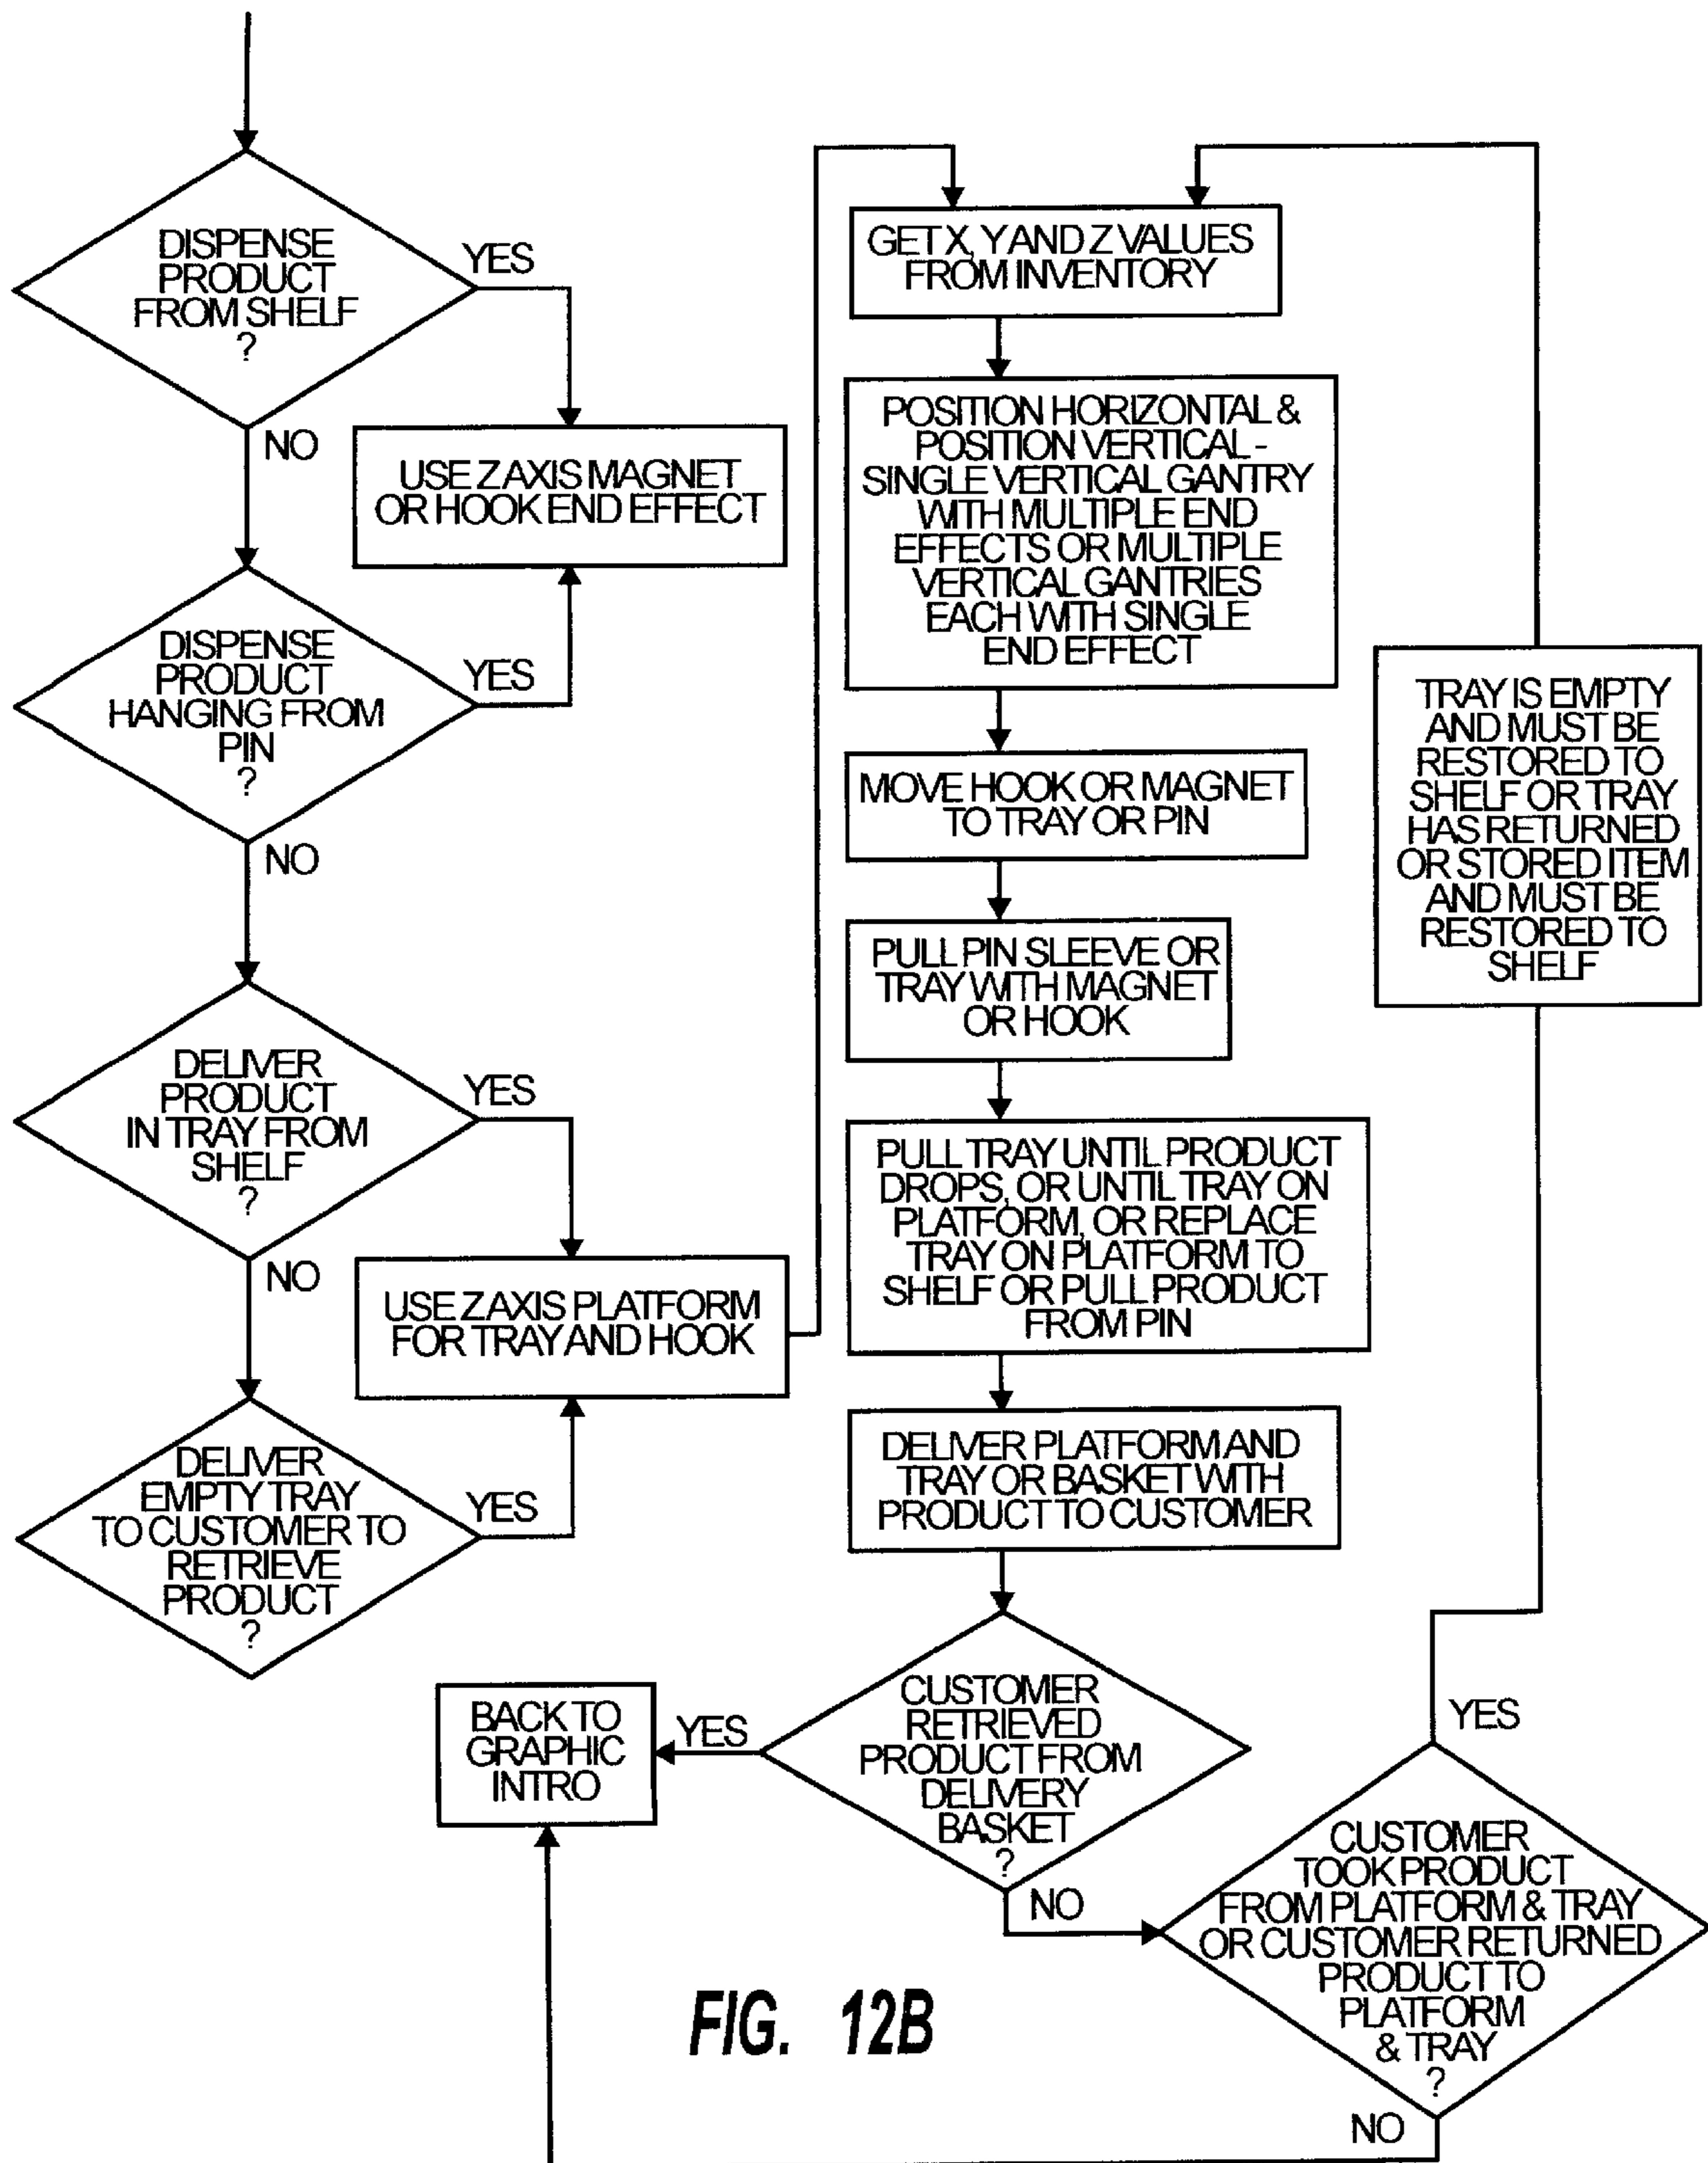 DISPENSE
PRODUCT
FROM SHELF
?
YES
NO
USE Z AXIS MAGNET
OR HOOK END EFFECT
DISPENSE
PRODUCT
HANGING FROM
PIN
?
YES
NO
DELIVER
PRODUCT
IN TRAY FROM
SHELF
?
YES
NO
USE Z AXIS PLATFORM
FOR TRAY AND HOOK
DELIVER
EMPTY TRAY
TO CUSTOMER TO
RETRIEVE
PRODUCT
?
YES
GET X, Y AND Z VALUES
FROM INVENTORY
POSITION HORIZONTAL &
POSITION VERTICAL -
SINGLE VERTICAL GANTRY
WITH MULTIPLE END
EFFECTS OR MULTIPLE
VERTICAL GANTRIES
EACH WITH SINGLE
END EFFECT
MOVE HOOK OR MAGNET
TO TRAY OR PIN
PULL PIN SLEEVE OR
TRAY WITH MAGNET
OR HOOK
PULL TRAY UNTIL PRODUCT
DROPS, OR UNTIL TRAY ON
PLATFORM, OR REPLACE
TRAY ON PLATFORM TO
SHELF OR PULL PRODUCT
FROM PIN
DELIVER PLATFORM AND
TRAY OR BASKET WITH
PRODUCT TO CUSTOMER
CUSTOMER
RETRIEVED
PRODUCT FROM
DELIVERY
BASKET
?
YES
NO
BACK TO
GRAPHIC
INTRO
TRAY IS EMPTY
AND MUST BE
RESTORED TO
SHELF OR TRAY
HAS RETURNED
OR STORED ITEM
AND MUST BE
RESTORED TO
SHELF
YES
CUSTOMER
TOOK PRODUCT
FROM PLATFORM & TRAY
OR CUSTOMER RETURNED
PRODUCT TO
PLATFORM
& TRAY
?
NO
FIG. 12B